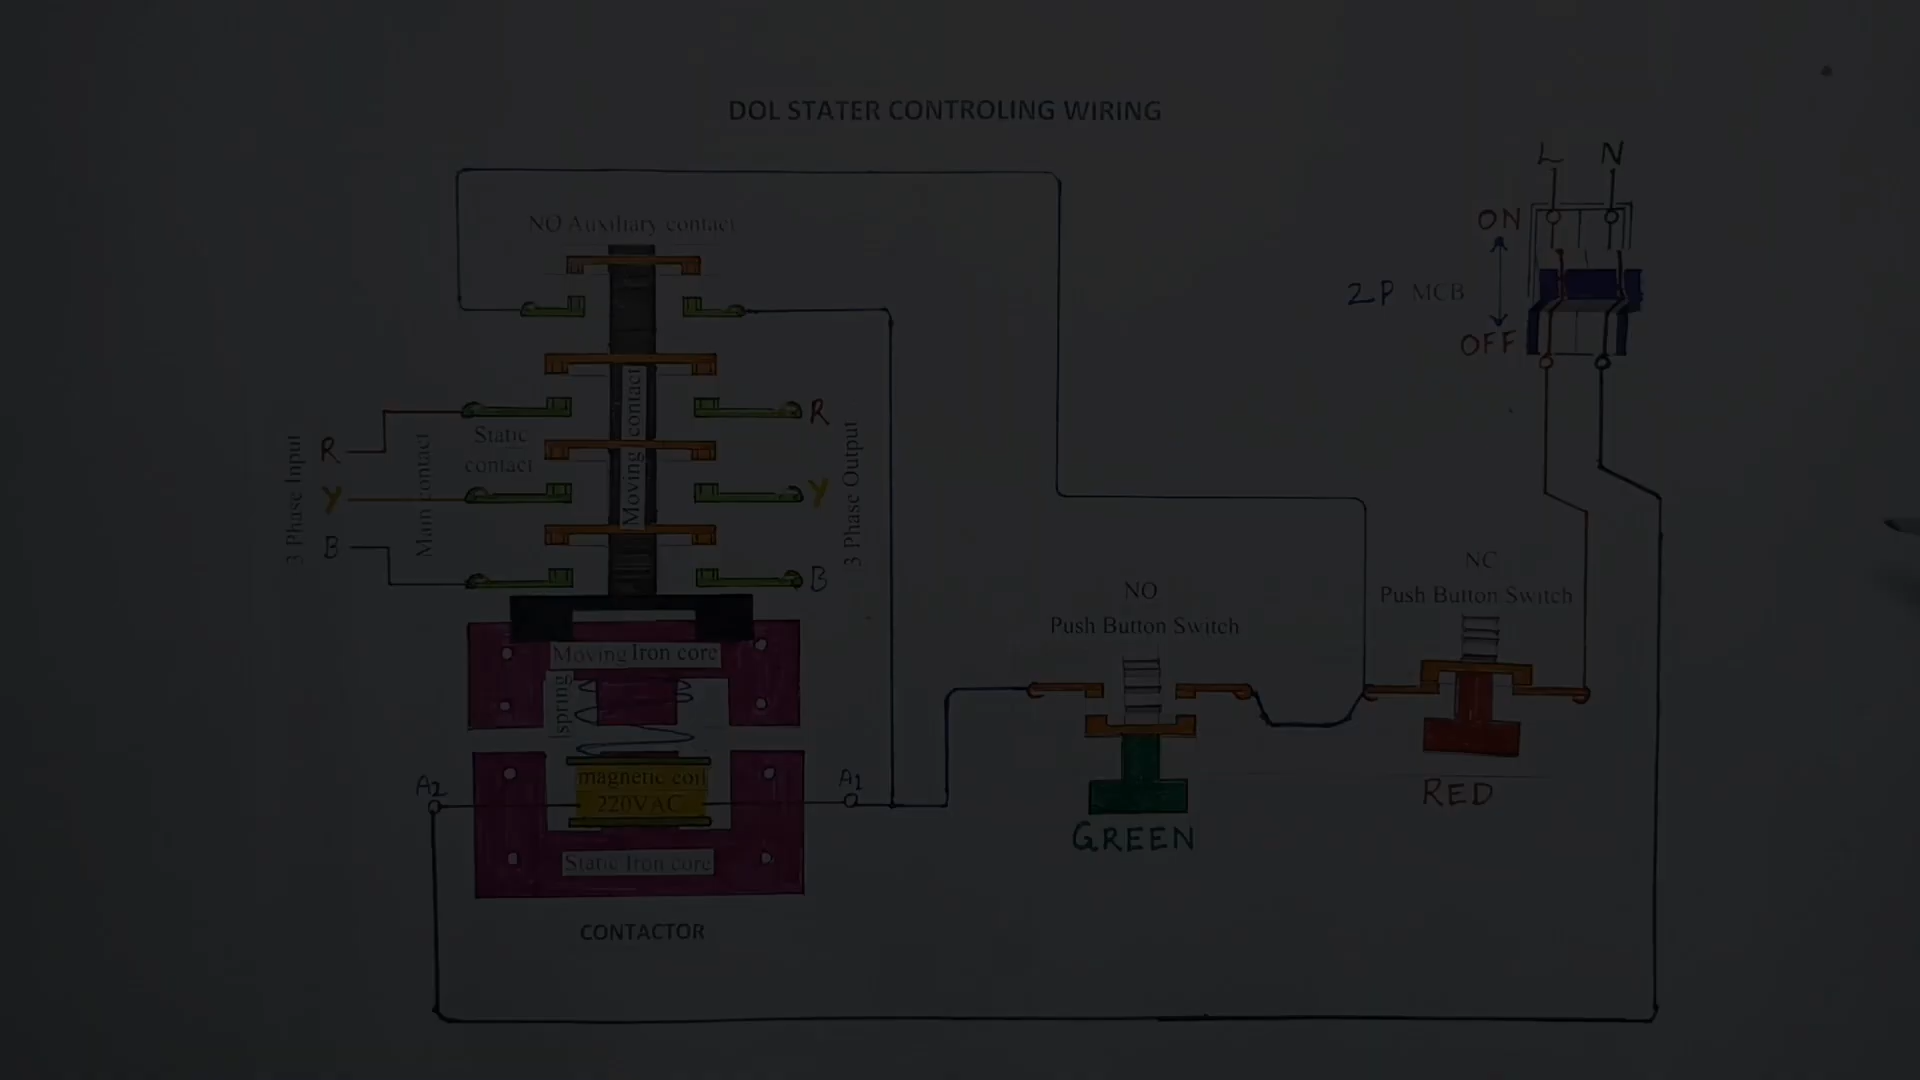 DOL STATER CONTROLING WIRING
L N
NO Auxiliary contact
ON
2P MCB
OFF
R
Static
contact
R
Y
B
3 Phase Input
Main contact
Moving contact
Y
B
3 Phase Output
NC
Push Button Switch
NO
Push Button Switch
Moving Iron core
spring
magnetic coil
220VAC
A2
A1
Static Iron core
GREEN
RED
CONTACTOR